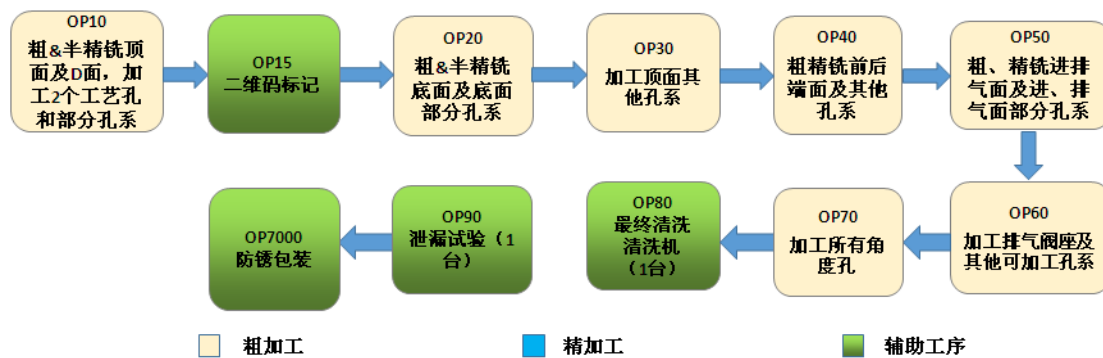 OP10
粗&半精铣顶
面及D面，加
工2个工艺孔
和部分孔系
OP15
二维码标记
OP20
粗&半精铣
底面及底面
部分孔系
OP30
加工顶面其
他孔系
OP40
粗精铣前后
端面及其他
孔系
OP50
粗、精铣进排
气面及进、排
气面部分孔系
OP60
加工排气阀座及
其他可加工孔系
OP70
加工所有角
度孔
OP80
最终清洗
清洗机
（1台）
OP90
泄漏试验（1
台）
OP7000
防锈包装
粗加工
精加工
辅助工序